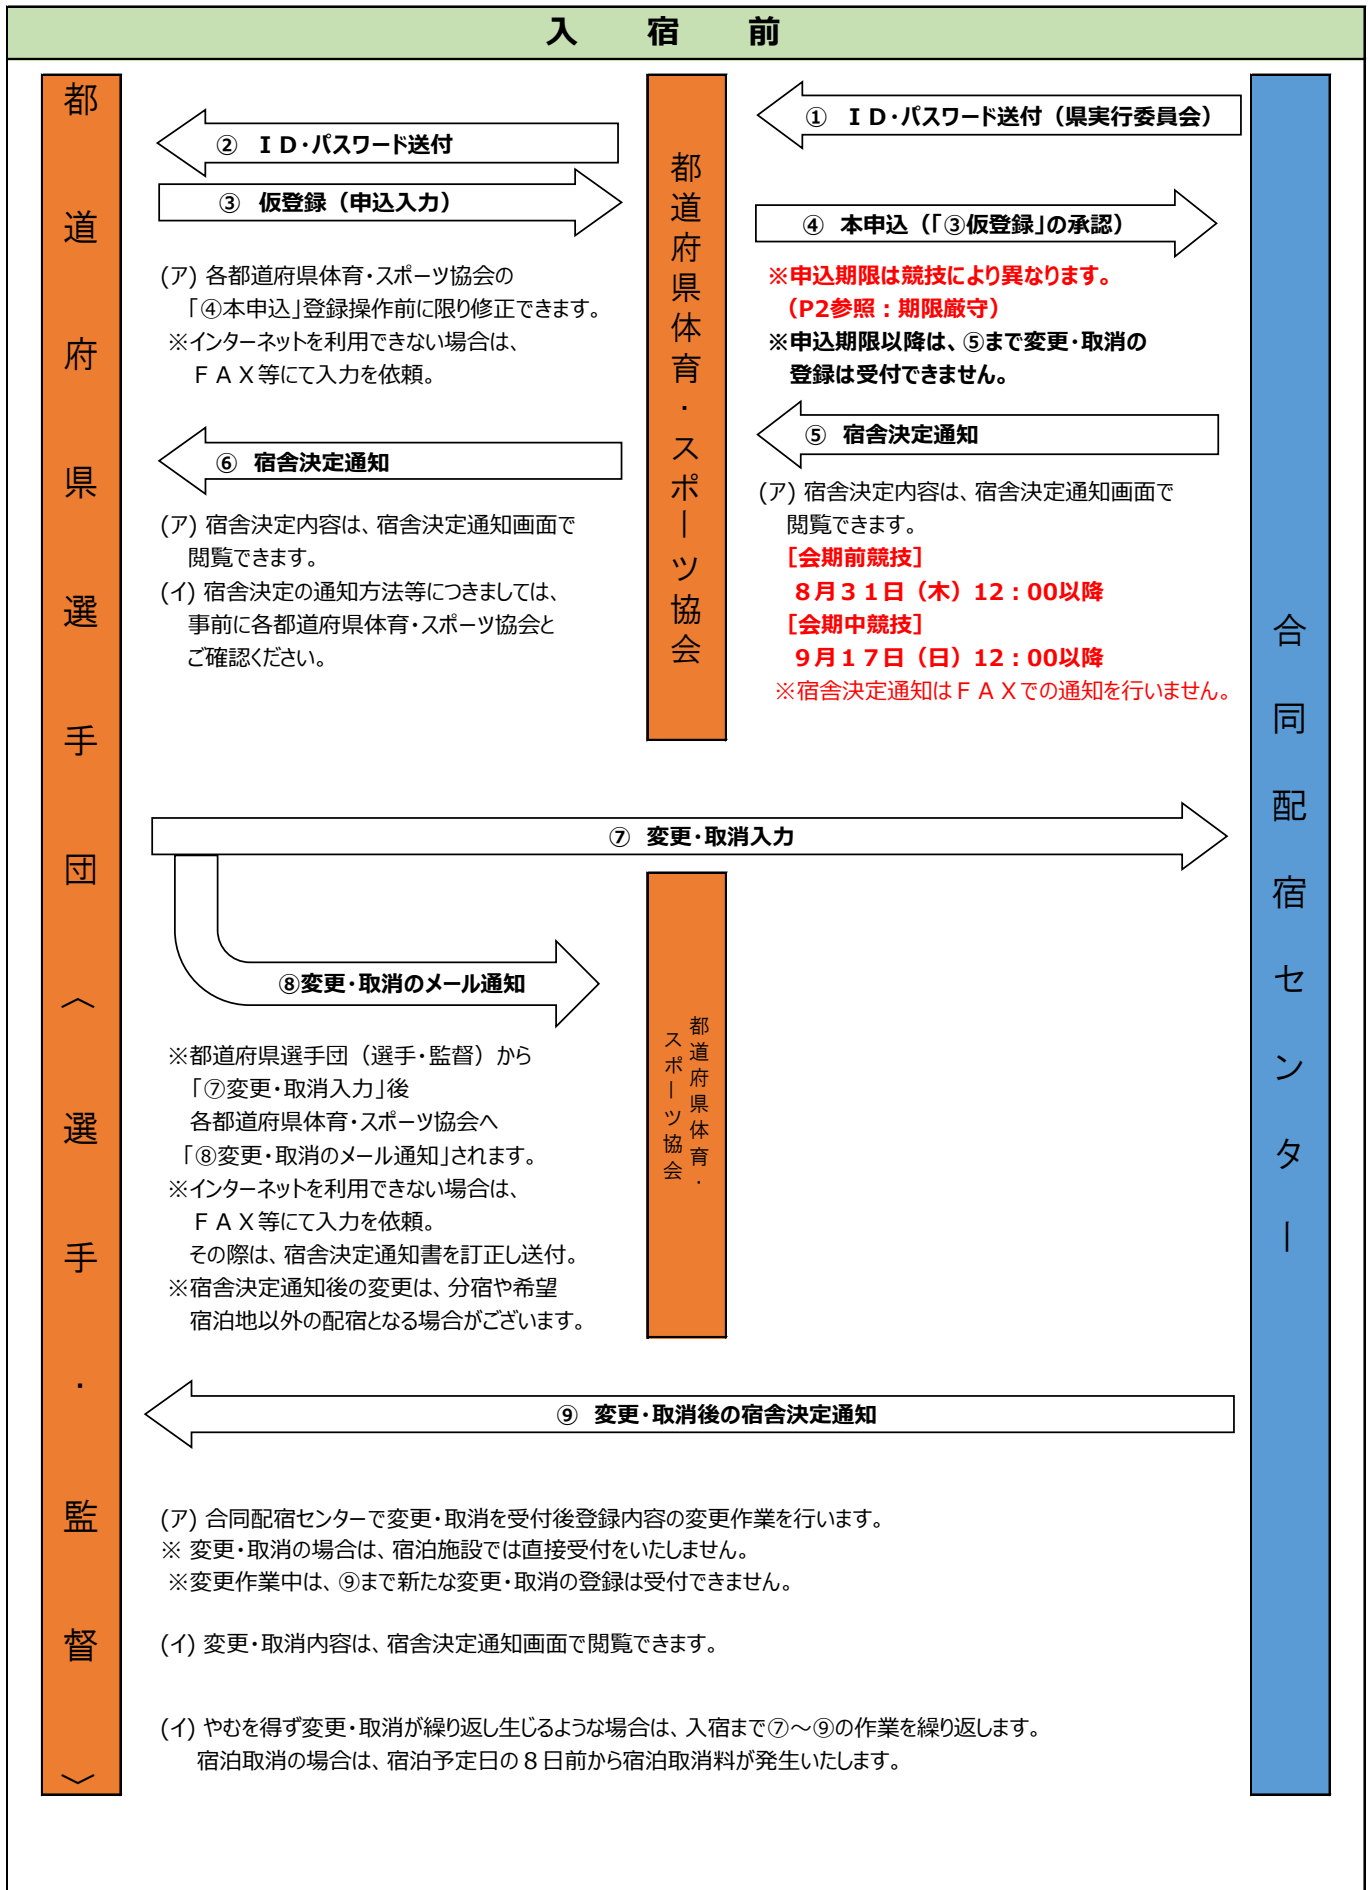 入宿前
都道府県選手団〈選手・監督〉
都道府県体育・スポーツ協会
合同配宿センター
① ＩＤ・パスワード送付（県実行委員会）
② ＩＤ・パスワード送付
③ 仮登録（申込入力）
④ 本申込（「③仮登録」の承認）
(ア) 各都道府県体育・スポーツ協会の
「④本申込」登録操作前に限り修正できます。
※インターネットを利用できない場合は、
ＦＡＸ等にて入力を依頼。
※申込期限は競技により異なります。
（P2参照：期限厳守）
※申込期限以降は、⑤まで変更・取消の
登録は受付できません。
⑤ 宿舎決定通知
⑥ 宿舎決定通知
(ア) 宿舎決定内容は、宿舎決定通知画面で
閲覧できます。
(イ) 宿舎決定の通知方法等につきましては、
事前に各都道府県体育・スポーツ協会と
ご確認ください。
(ア) 宿舎決定内容は、宿舎決定通知画面で
閲覧できます。
［会期前競技］
８月３１日（木）12：00以降
［会期中競技］
９月１７日（日）12：00以降
※宿舎決定通知はＦＡＸでの通知を行いません。
⑦ 変更・取消入力
⑧変更・取消のメール通知
都道府県体育・
スポーツ協会
※都道府県選手団（選手・監督）から
「⑦変更・取消入力」後
各都道府県体育・スポーツ協会へ
「⑧変更・取消のメール通知」されます。
※インターネットを利用できない場合は、
ＦＡＸ等にて入力を依頼。
その際は、宿舎決定通知書を訂正し送付。
※宿舎決定通知後の変更は、分宿や希望
宿泊地以外の配宿となる場合がございます。
⑨ 変更・取消後の宿舎決定通知
(ア) 合同配宿センターで変更・取消を受付後登録内容の変更作業を行います。
※ 変更・取消の場合は、宿泊施設では直接受付をいたしません。
※変更作業中は、⑨まで新たな変更・取消の登録は受付できません。
(イ) 変更・取消内容は、宿舎決定通知画面で閲覧できます。
(イ) やむを得ず変更・取消が繰り返し生じるような場合は、入宿まで⑦～⑨の作業を繰り返します。
宿泊取消の場合は、宿泊予定日の８日前から宿泊取消料が発生いたします。